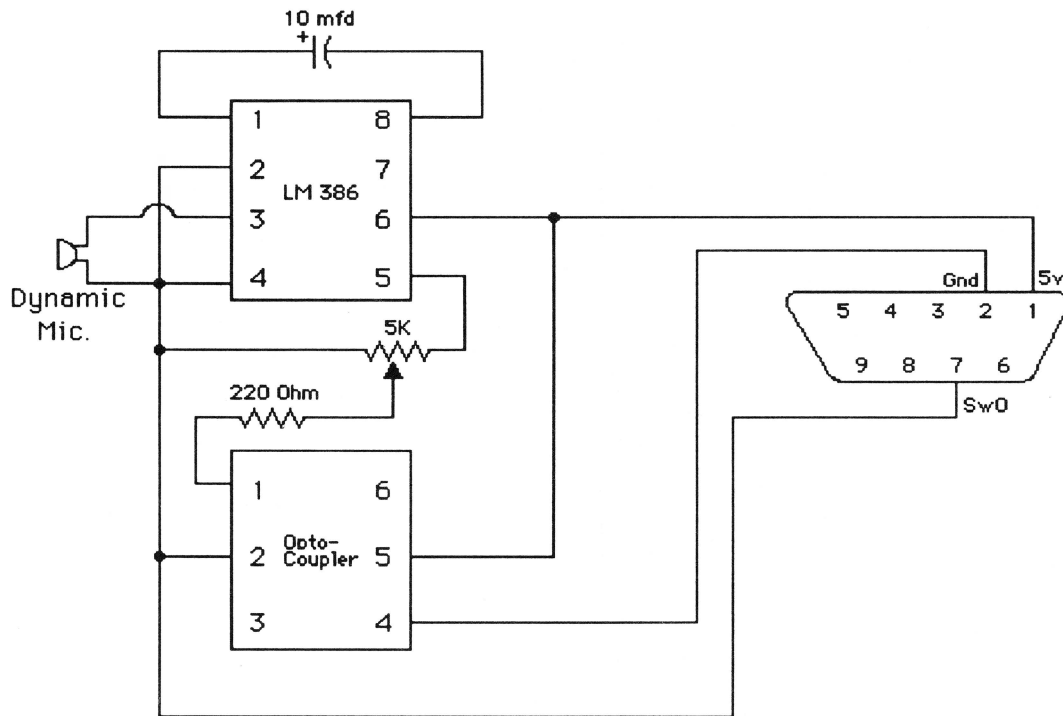 10 mfd
+
1 8
2 7
LM 386
3 6
4 5
Dynamic
Mic.
5K
220 Ohm
1 6
Opto-
Coupler
2 5
3 4
Gnd 5v
5 4 3 2 1
9 8 7 6
Sw0